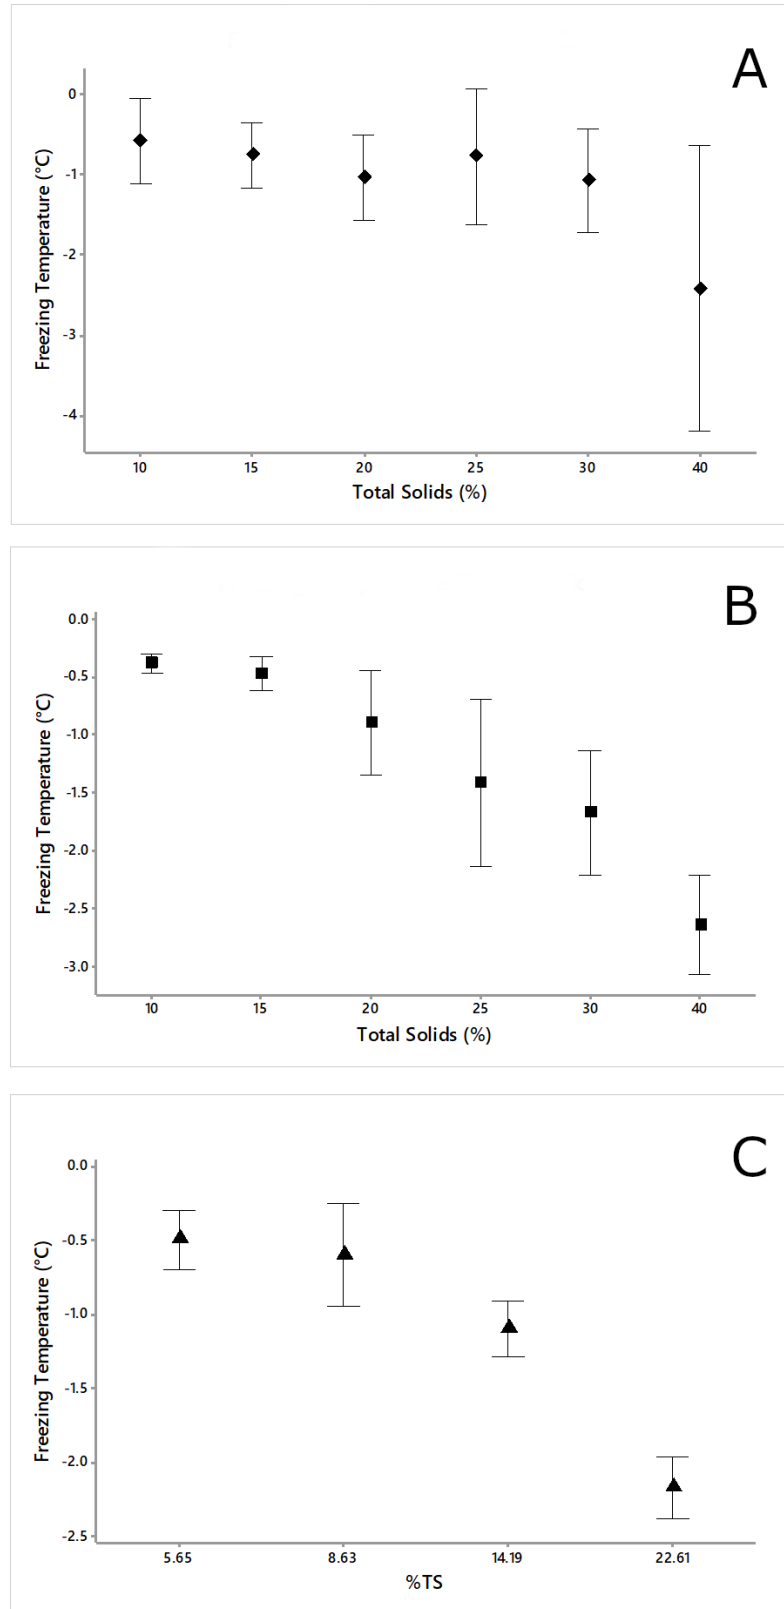 A
0
-1
-2
-3
-4
Freezing Temperature (°C)
10 15 20 25 30 40
Total Solids (%)
B
0.0
-0.5
-1.0
-1.5
-2.0
-2.5
-3.0
Freezing Temperature (°C)
10 15 20 25 30 40
Total Solids (%)
C
0.0
-0.5
-1.0
-1.5
-2.0
-2.5
Freezing Temperature (°C)
5.65 8.63 14.19 22.61
%TS